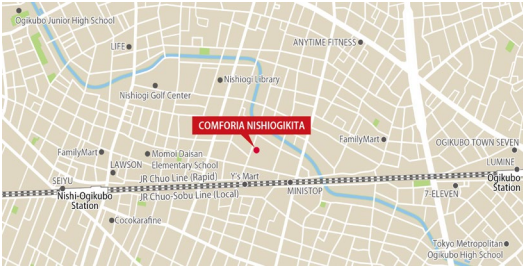 Ogikubo Junior High School
LIFE
ANYTIME FITNESS
Nishiogi Library
Nishiogi Golf Center
COMFORIA NISHIOGIKITA
FamilyMart
OGIKUBO TOWN SEVEN
FamilyMart
Momoi Daisan
Elementary School
LAWSON
LUMINE
JR Chuo Line (Rapid)
Y's Mart
Ogikubo
Station
SEIYU
MINISTOP
7-ELEVEN
Nishi-Ogikubo
Station
JR Chuo-Sobu Line (Local)
Cocokarafine
Tokyo Metropolitan
Ogikubo High School